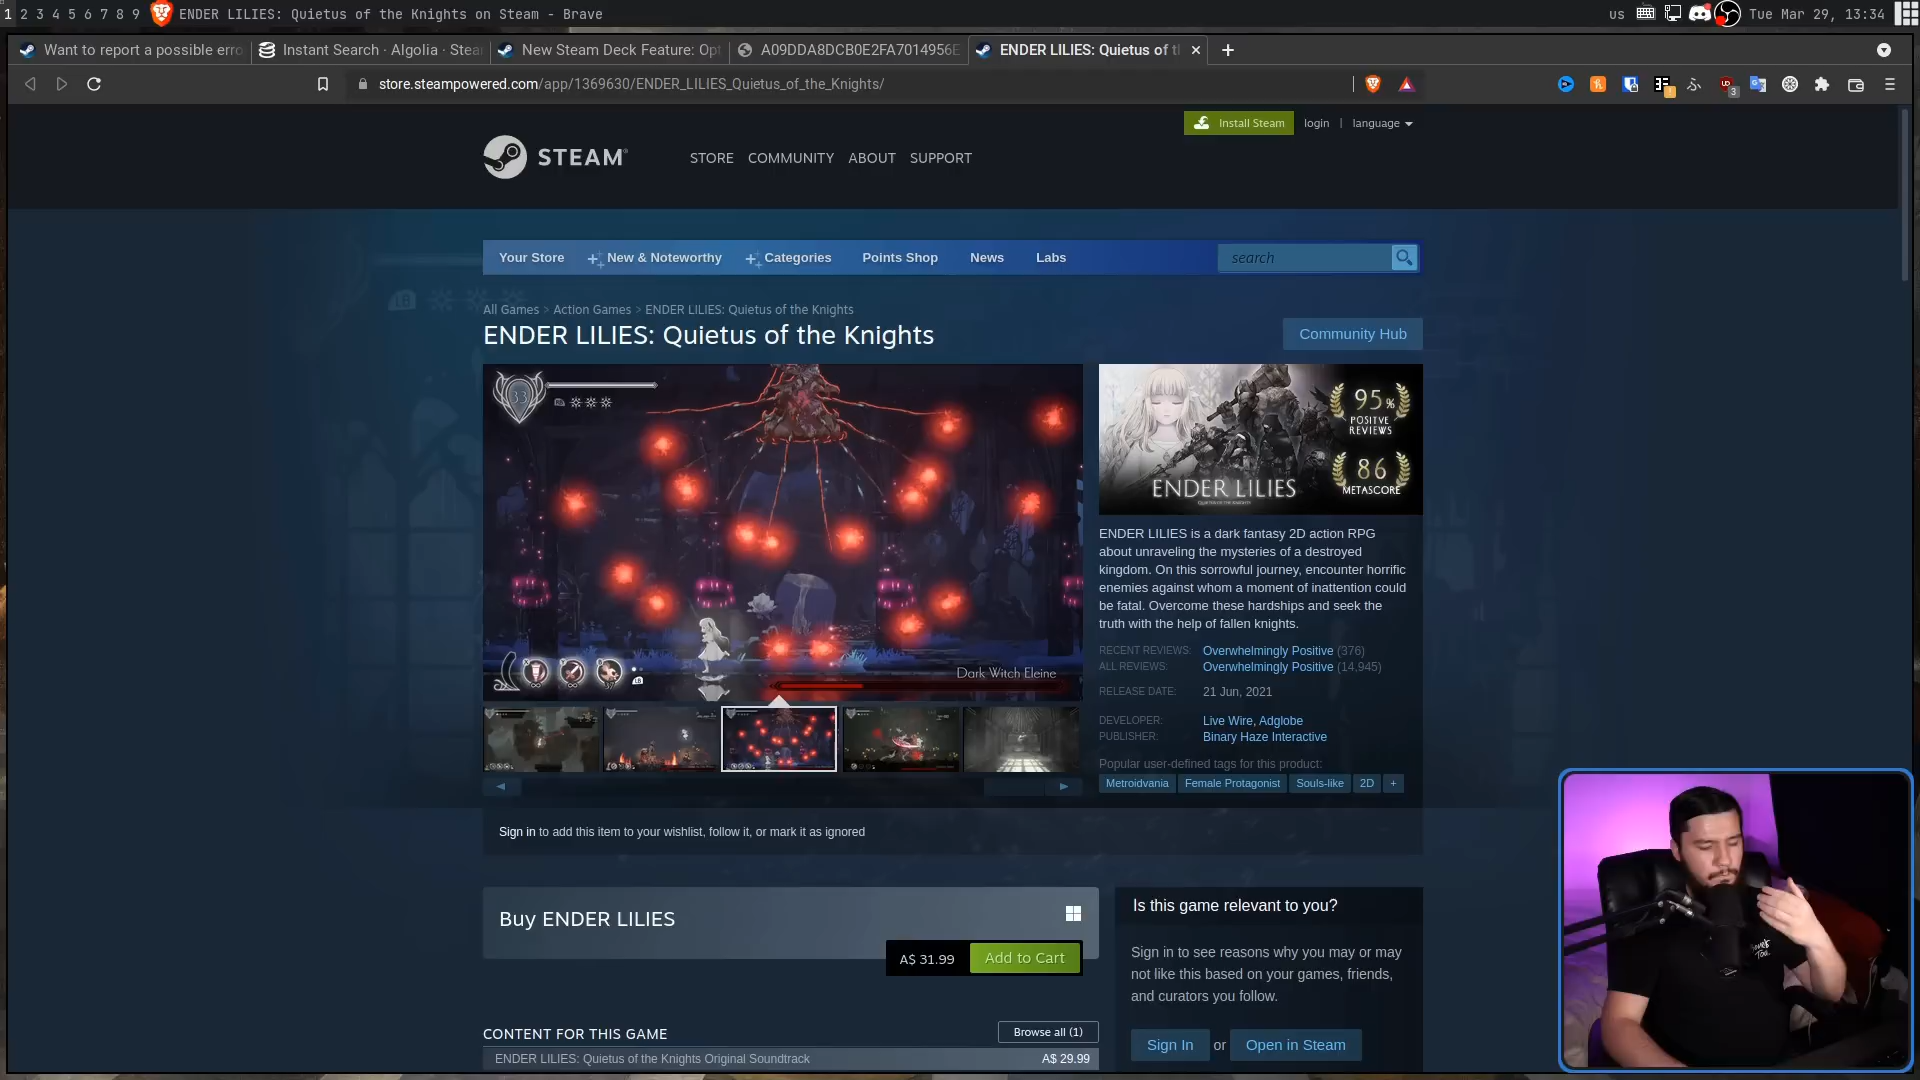 1 2 3 4 5 6 7 8 9 ENDER LILIES: Quietus of the Knights on Steam - Brave
us Tue Mar 29, 13:34
Want to report a possible erro
Instant Search · Algolia · Stea
New Steam Deck Feature: Opt
A09DDA8DCB0E2FA7014956E
ENDER LILIES: Quietus of t
store.steampowered.com/app/1369630/ENDER_LILIES_Quietus_of_the_Knights/
Install Steam login | language
STEAM
STORE COMMUNITY ABOUT SUPPORT
Your Store New & Noteworthy Categories Points Shop News Labs search
All Games > Action Games > ENDER LILIES: Quietus of the Knights
ENDER LILIES: Quietus of the Knights
Community Hub
33
Dark Witch Eleine
95%
POSITIVE
REVIEWS
86
METASCORE
ENDER LILIES
ENDER LILIES is a dark fantasy 2D action RPG
about unraveling the mysteries of a destroyed
kingdom. On this sorrowful journey, encounter horrific
enemies against whom a moment of inattention could
be fatal. Overcome these hardships and seek the
truth with the help of fallen knights.
RECENT REVIEWS: Overwhelmingly Positive (376)
ALL REVIEWS: Overwhelmingly Positive (14,945)
RELEASE DATE: 21 Jun, 2021
DEVELOPER: Live Wire, Adglobe
PUBLISHER: Binary Haze Interactive
Popular user-defined tags for this product:
Metroidvania Female Protagonist Souls-like 2D +
Sign in to add this item to your wishlist, follow it, or mark it as ignored
Buy ENDER LILIES
A$ 31.99 Add to Cart
CONTENT FOR THIS GAME
Browse all (1)
ENDER LILIES: Quietus of the Knights Original Soundtrack A$ 29.99
Is this game relevant to you?
Sign in to see reasons why you may or may
not like this based on your games, friends,
and curators you follow.
Sign In or Open in Steam